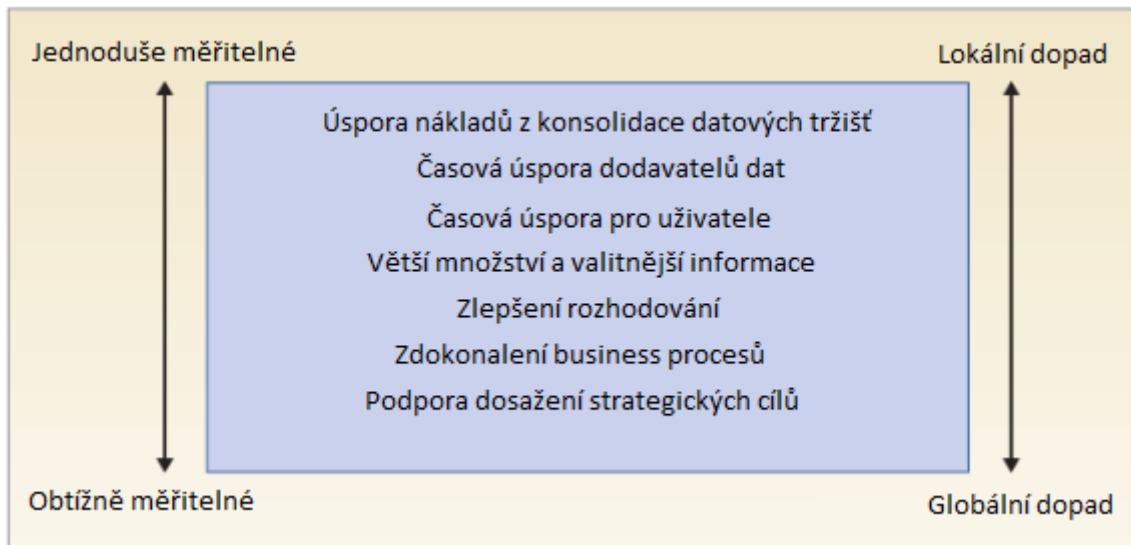 Jednoduše měřitelné
Lokální dopad
Úspora nákladů z konsolidace datových tržišť
Časová úspora dodavatelů dat
Časová úspora pro uživatele
Větší množství a valitnější informace
Zlepšení rozhodování
Zdokonalení business procesů
Podpora dosažení strategických cílů
Obtížně měřitelné
Globální dopad